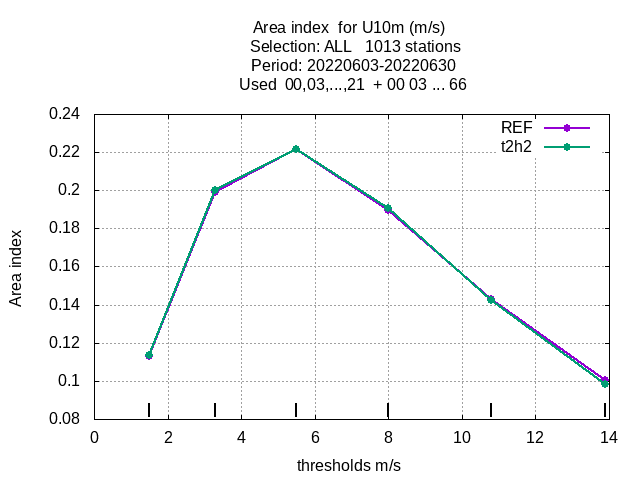 Area index  for U10m (m/s)
Selection: ALL   1013 stations
Period: 20220603-20220630
Used  00,03,...,21  + 00 03 ... 66
0.24
0.22
0.2
0.18
0.16
0.14
0.12
0.1
0.08
Area index
REF
t2h2
0 2 4 6 8 10 12 14
thresholds m/s